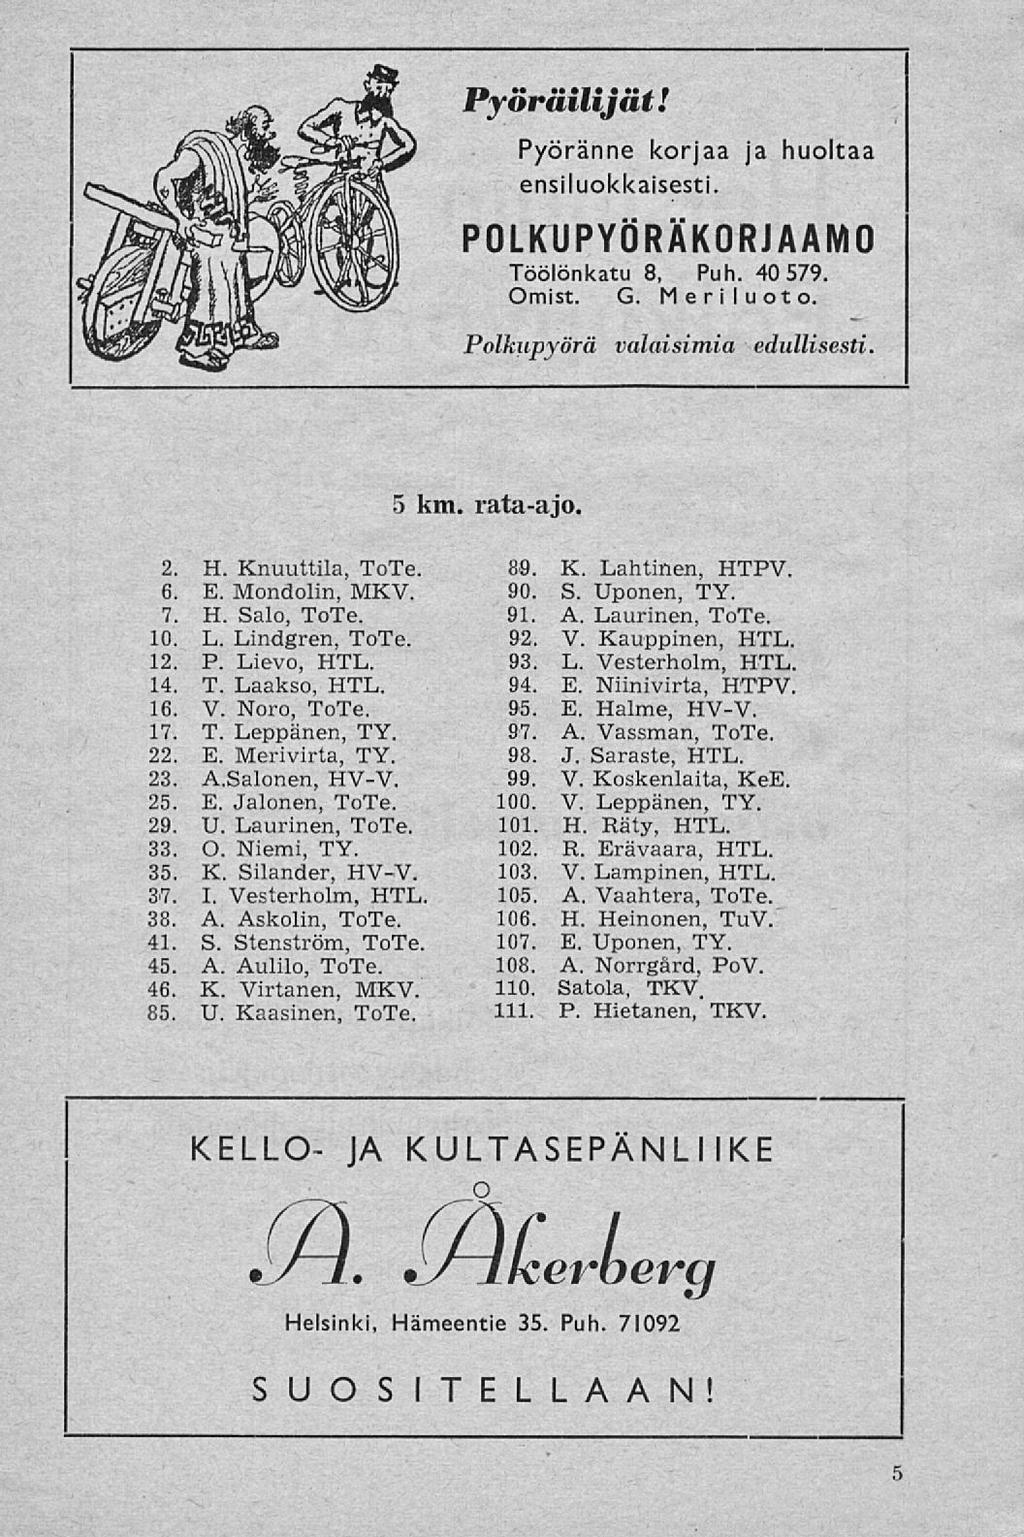 Pyöräilijät!
Pyöränne korjaa ja huoltaa
ensiluokkaisesti.
POLKUPYÖRÄKORJAAMO
Töölönkatu 8, Puh. 40 579.
Omist. G. Meriluoto.
Polkupyörä valaisimia edullisesti.
5 km. rata-ajo.
2. H. Knuuttila, ToTe.
6. E. Mondolin, MKV.
7. H. Salo, ToTe.
10. L. Lindgren, ToTe.
12. P. Lievo, HTL.
14. T. Laakso, HTL.
16. V. Noro, ToTe.
17. T. Leppänen, TY.
22. E. Merivirta, TY.
23. A.Salonen, HV-V.
25. E. Jalonen, ToTe.
29. U. Laurinen, ToTe.
33. O. Niemi, TY.
35. K. Silander, HV-V.
37. I. Vesterholm, HTL.
38. A. Askolin, ToTe.
41. S. Stenström, ToTe.
45. A. Aulilo, ToTe.
46. K. Virtanen, MKV.
85. U. Kaasinen, ToTe.
89. K. Lahtinen, HTPV.
90. S. Uponen, TY.
91. A. Laurinen, ToTe.
92. V. Kauppinen, HTL.
93. L. Vesterholm, HTL.
94. E. Niinivirta, HTPV.
95. E. Halme, HV-V.
97. A. Vassman, ToTe.
98. J. Saraste, HTL.
99. V. Koskenlaita, KeE.
100. V. Leppänen, TY.
101. H. Räty, HTL.
102. R. Erävaara, HTL.
103. V. Lampinen, HTL.
105. A. Vaahtera, ToTe.
106. H. Heinonen, TuV.
107. E. Uponen, TY.
108. A. Norrgård, PoV.
110. Satola, TKV.
111. P. Hietanen, TKV.
KELLO- JA KULTASEPÄNLIIKE
A. Åkerberg
Helsinki, Hämeentie 35. Puh. 71092
SUOSITELLAAN!
5